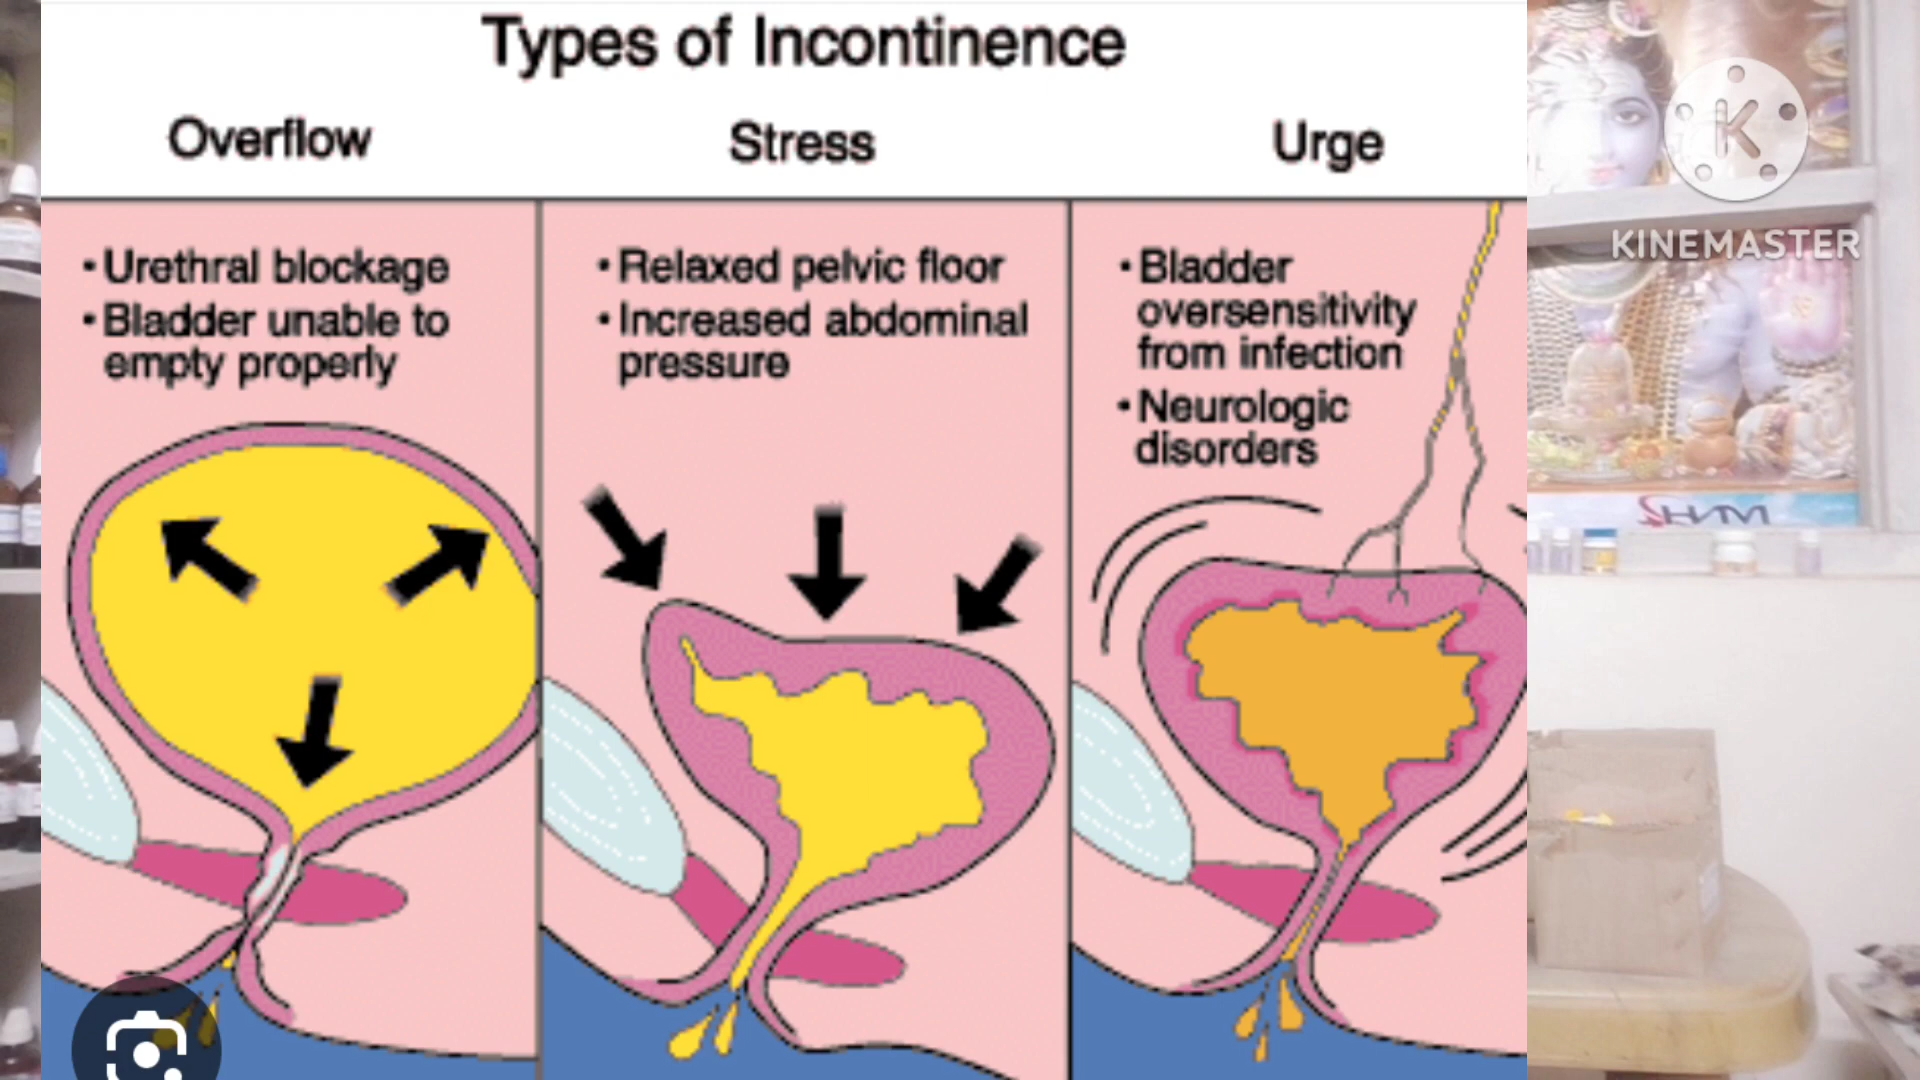 Types of Incontinence
Overflow
Stress
Urge
•Urethral blockage
•Bladder unable to
empty properly
•Relaxed pelvic floor
•Increased abdominal
pressure
•Bladder
oversensitivity
from infection
•Neurologic
disorders
K
KINEMASTER